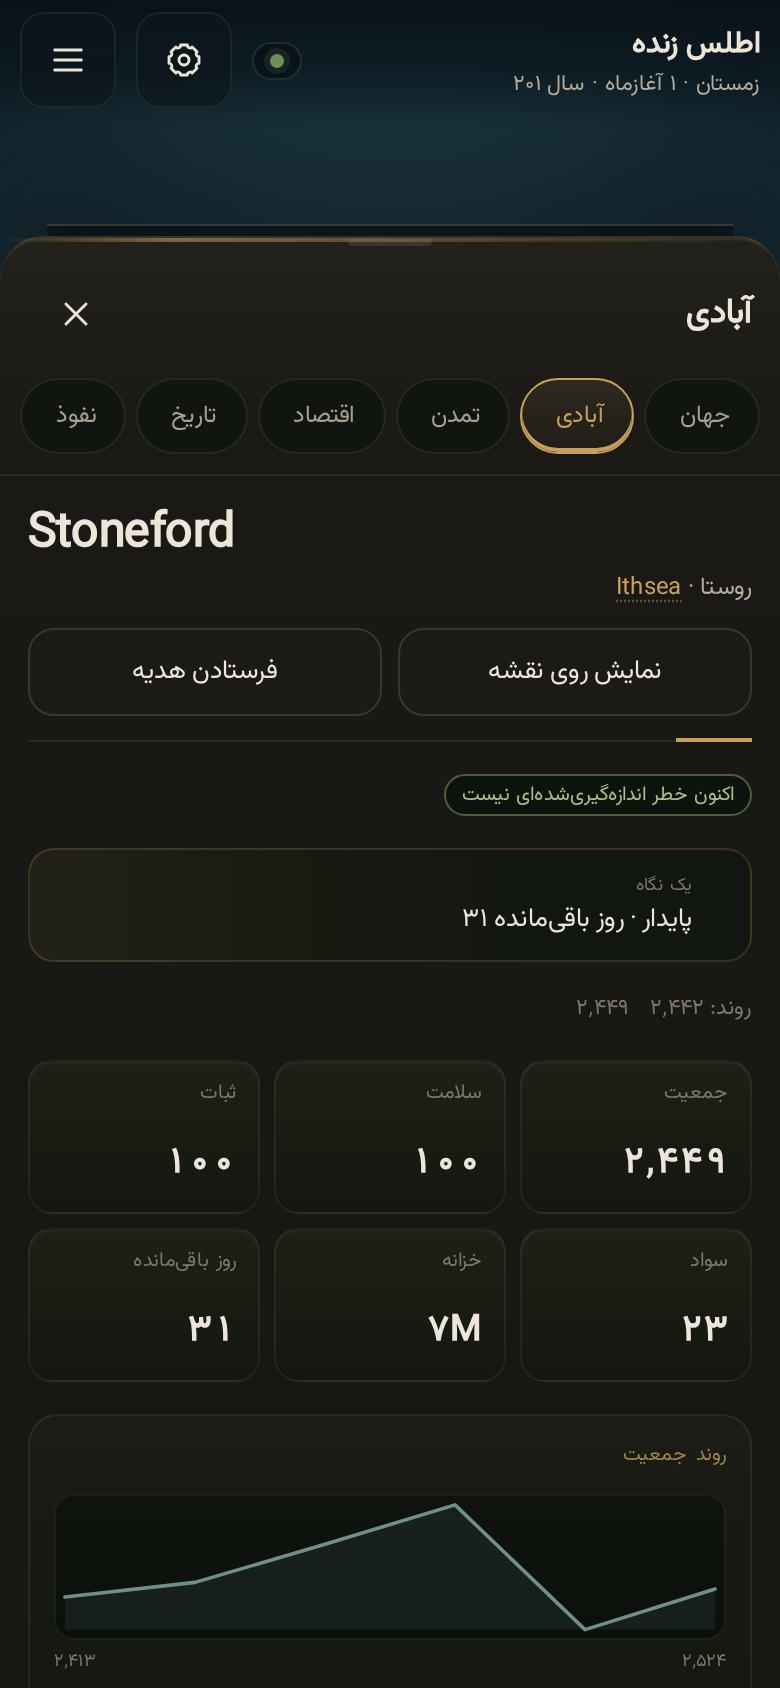 اطلس زنده
زمستان · ۱ آغازماه · سال ۲۰۱
آبادی
جهان
آبادی
تمدن
اقتصاد
تاریخ
نفوذ
Stoneford
روستا · Ithsea
نمایش روی نقشه
فرستادن هدیه
اکنون خطر اندازه‌گیری‌شده‌ای نیست
یک نگاه
پایدار · روز باقی‌مانده ۳۱
روند: ۲,۴۴۲ ۲,۴۴۹
جمعیت
سلامت
ثبات
۲,۴۴۹
۱۰۰
۱۰۰
سواد
خزانه
روز باقی‌مانده
۲۳
۷M
۳۱
روند جمعیت
۲,۵۲۴
۲,۴۱۳